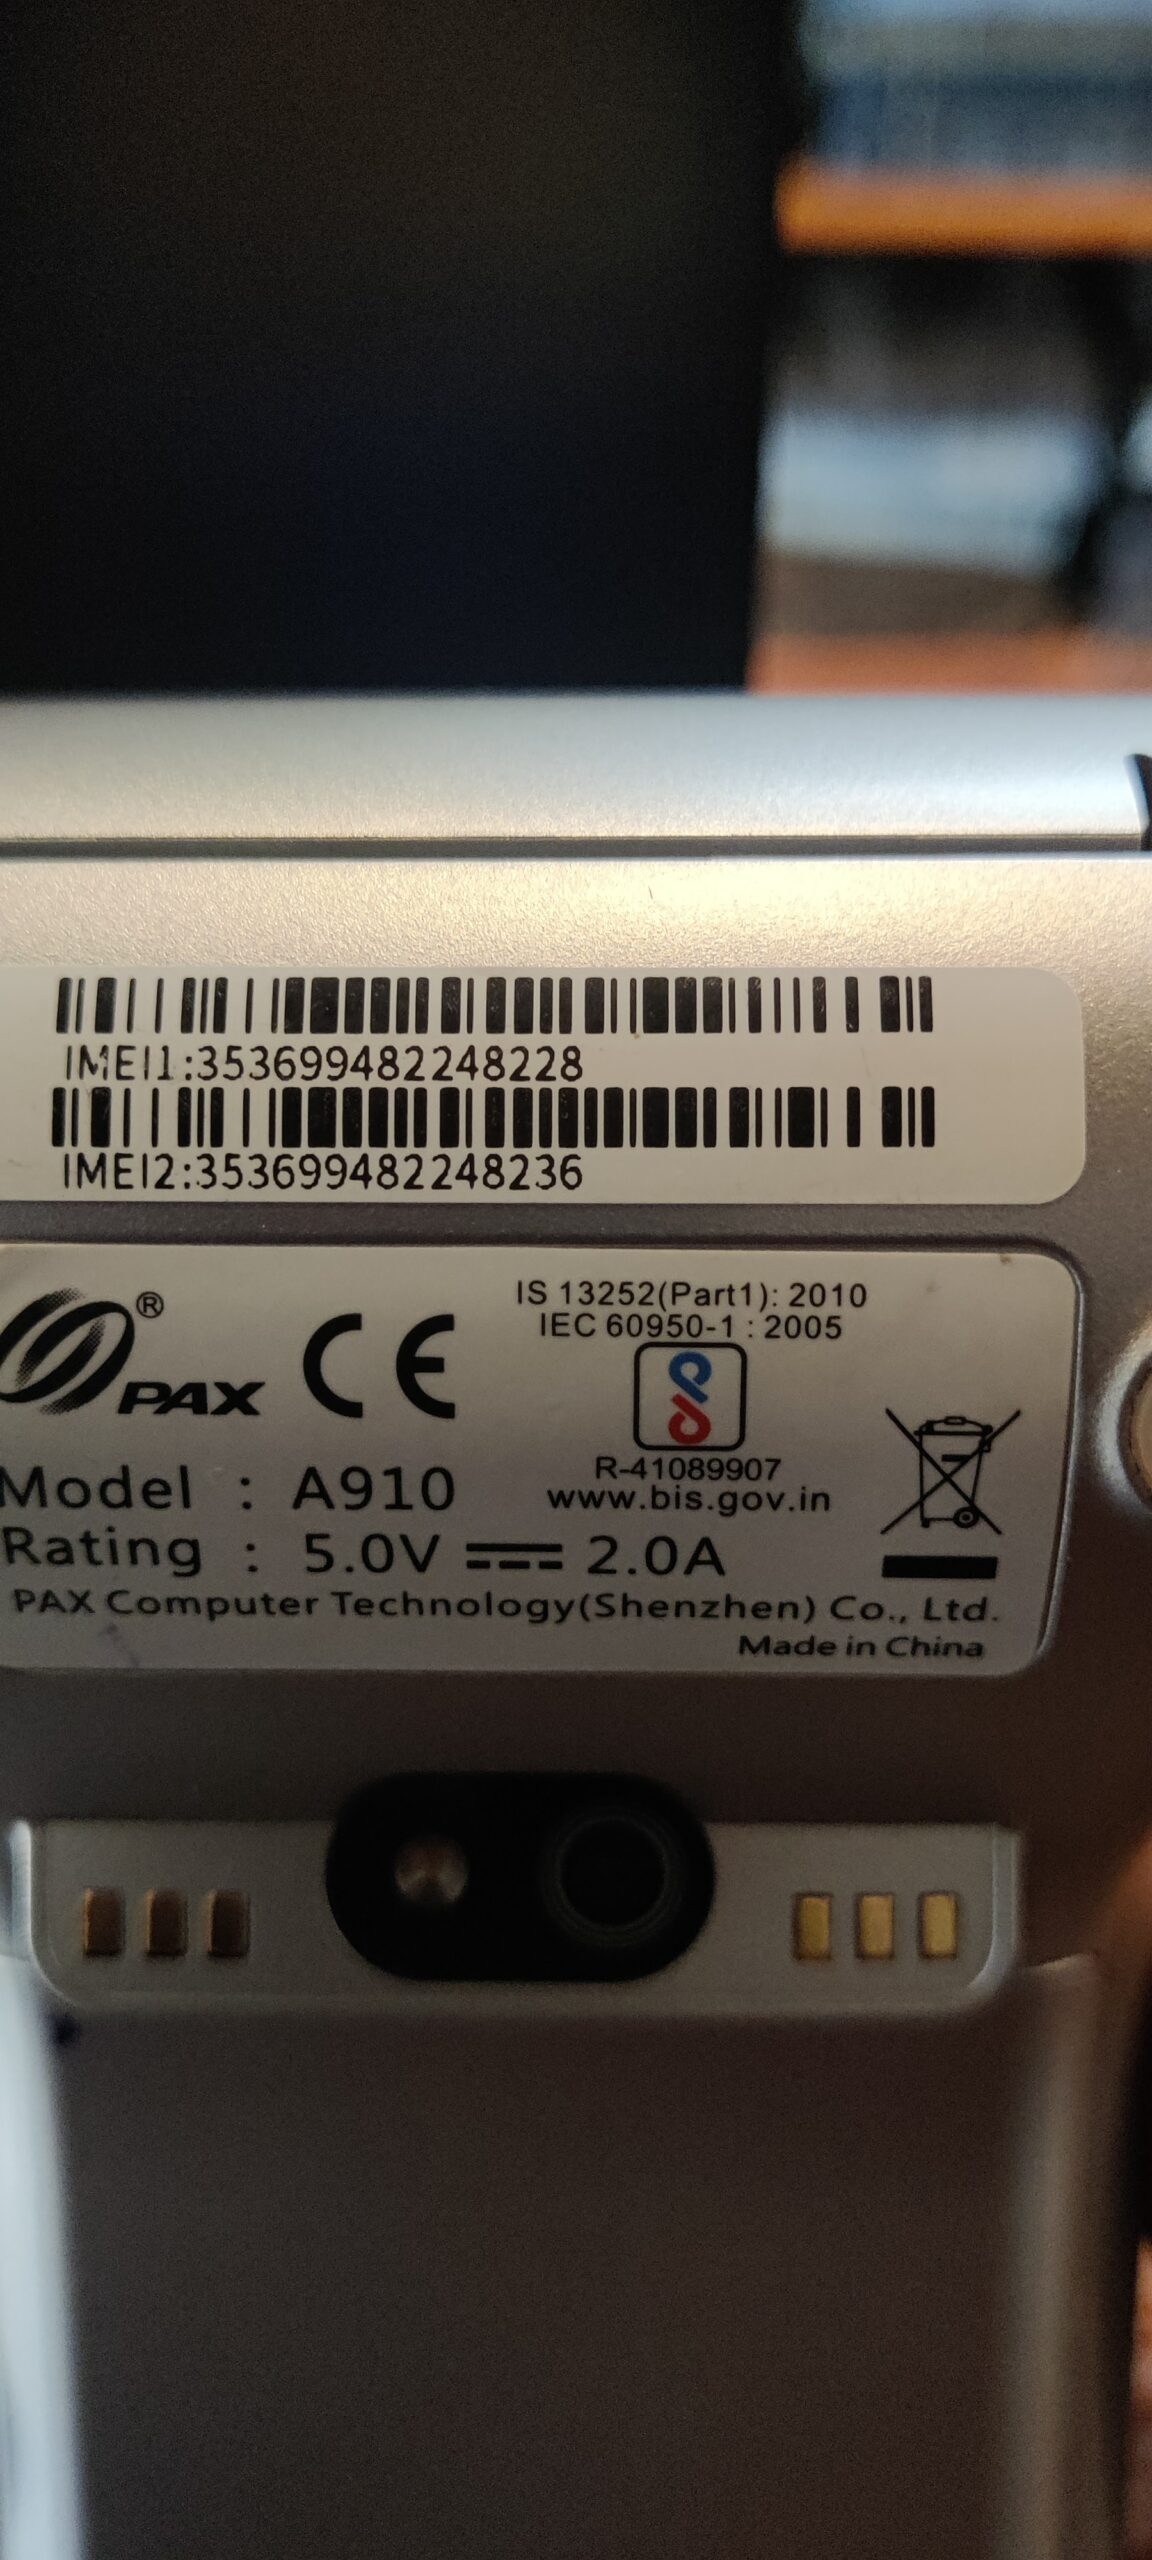 IMEI1:353699482248228
IMEI2:353699482248236
PAX®
CE
IS 13252(Part1): 2010
IEC 60950-1 : 2005
R-41089907
www.bis.gov.in
Model : A910
Rating : 5.0V 2.0A
PAX Computer Technology(Shenzhen) Co., Ltd.
Made in China